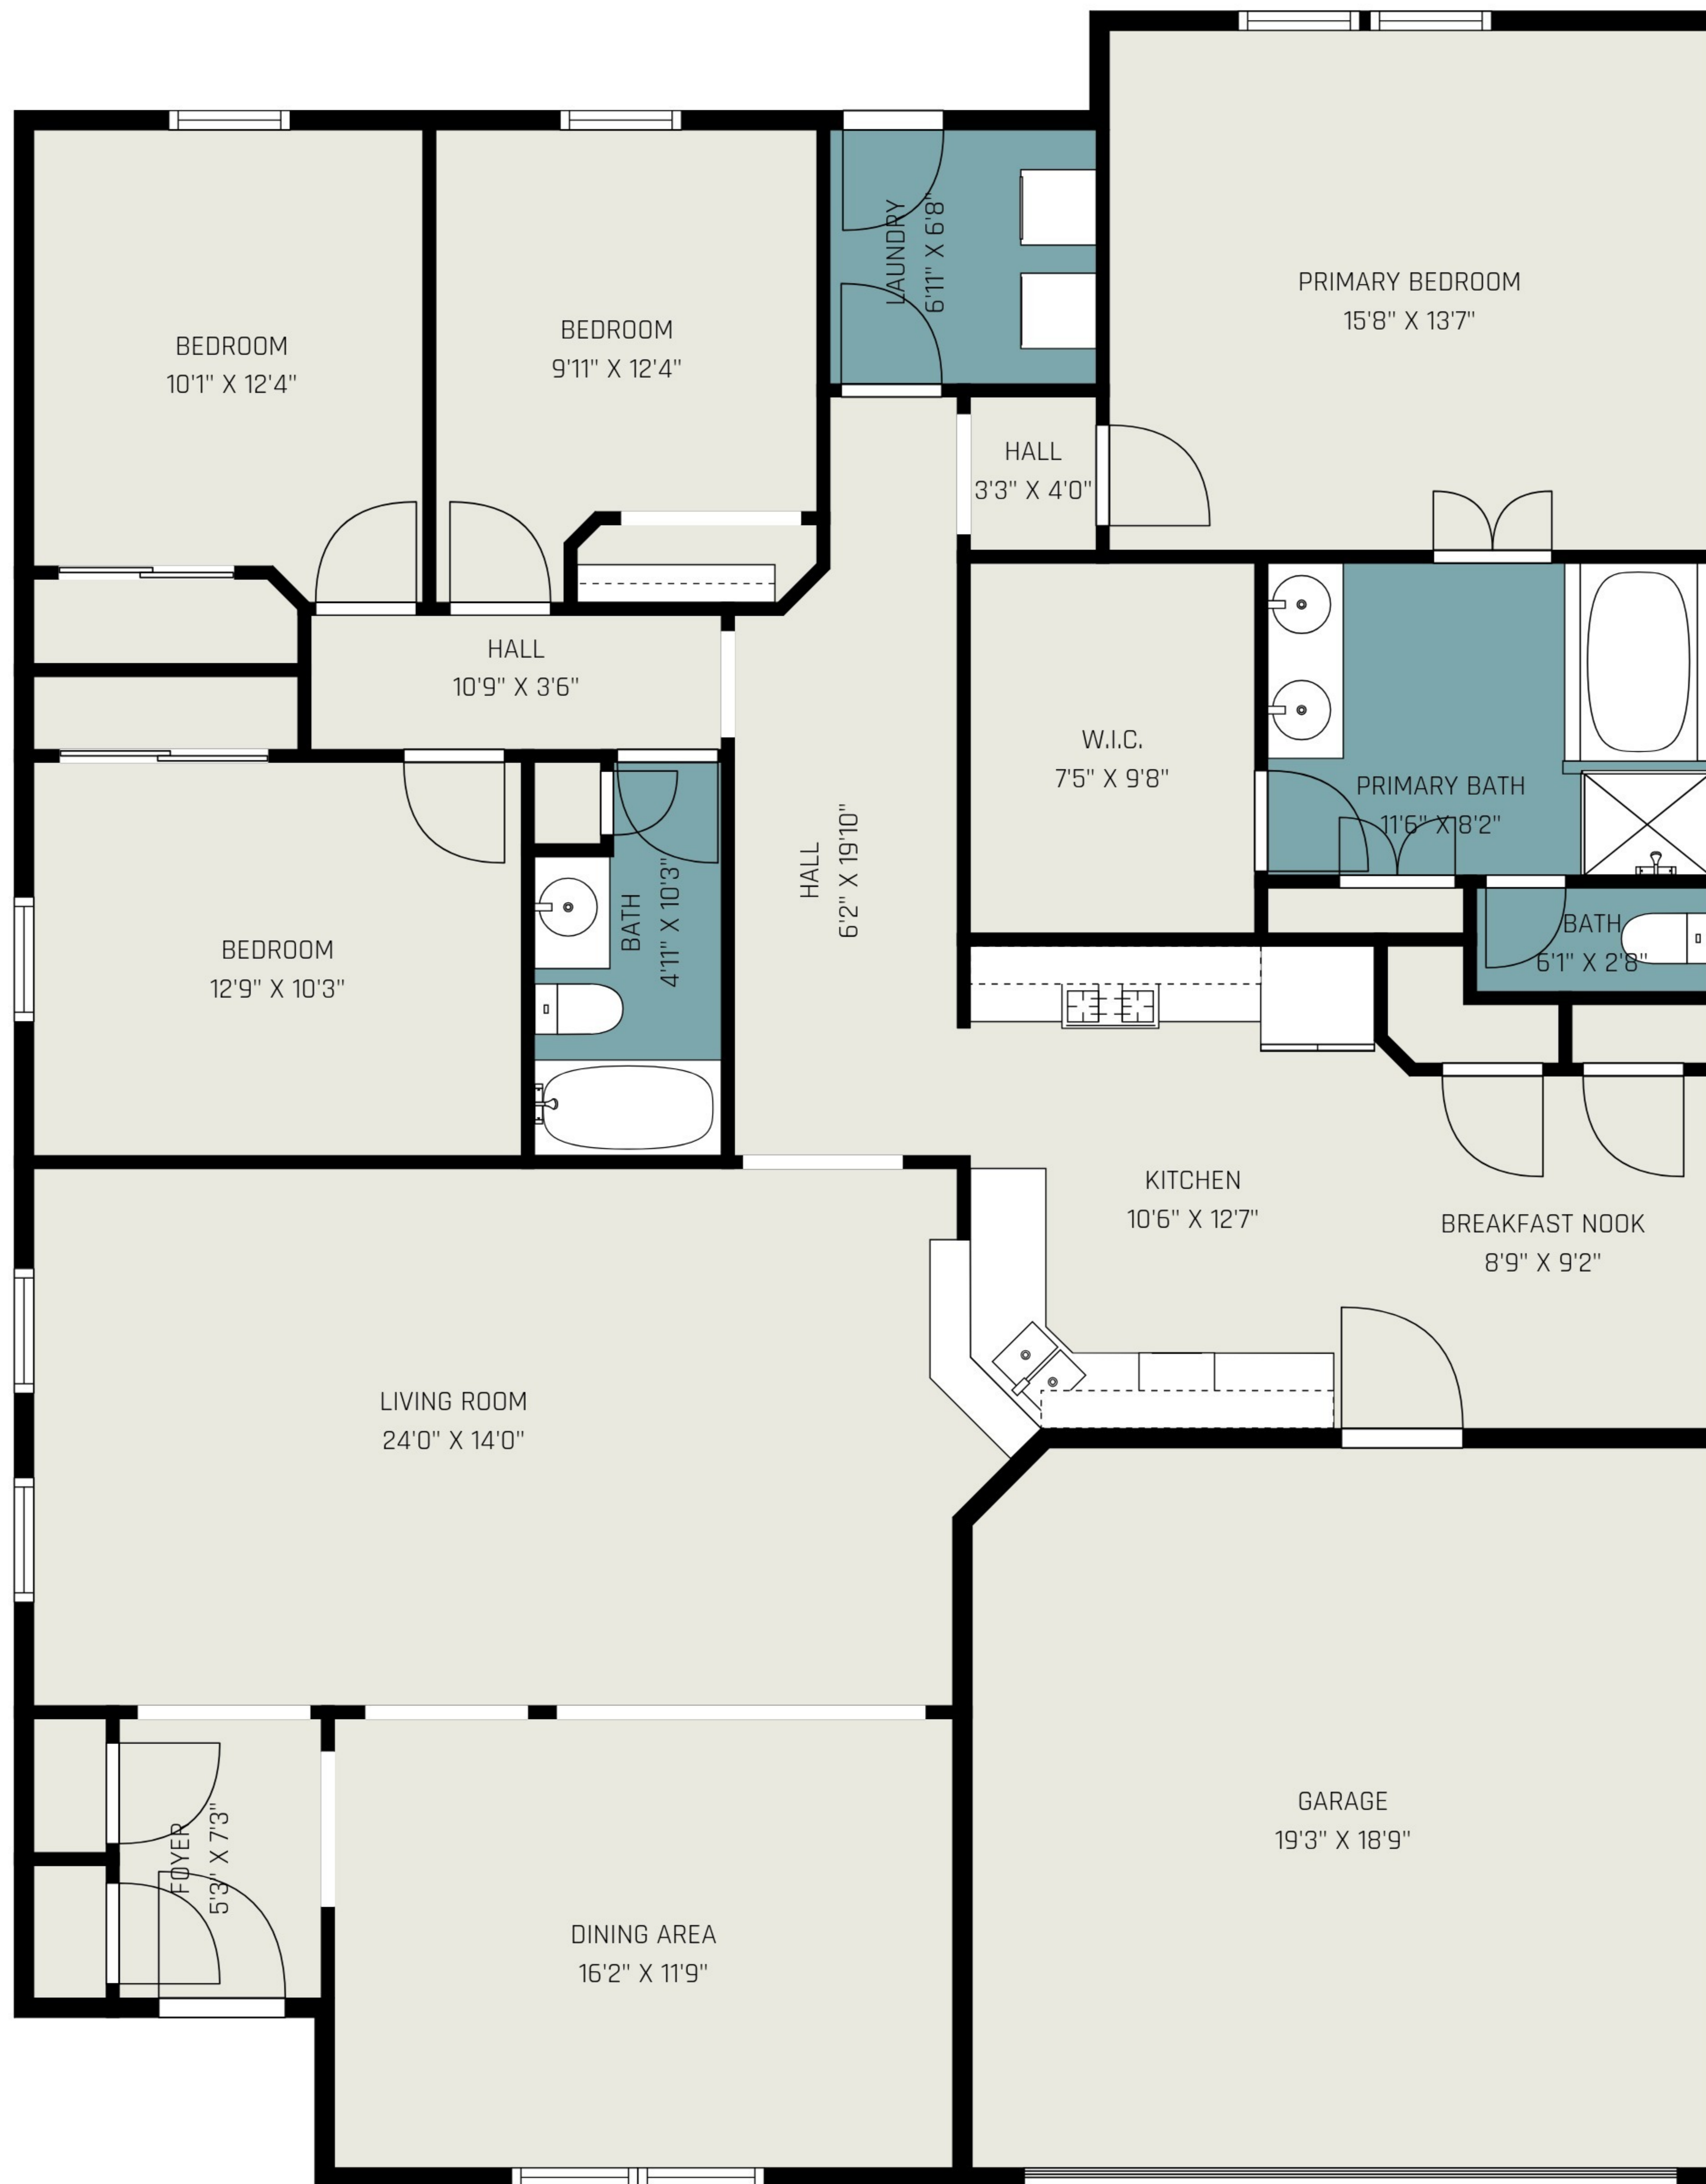 PRIMARY BEDROOM
15'8" X 13'7"
BEDROOM
10'1" X 12'4"
BEDROOM
9'11" X 12'4"
LAUNDRY
6'11" X 6'8"
HALL
3'3" X 4'0"
HALL
10'9" X 3'6"
W.I.C.
7'5" X 9'8"
PRIMARY BATH
11'6" X 8'2"
HALL
6'2" X 19'10"
BEDROOM
12'9" X 10'3"
BATH
4'11" X 10'3"
BATH
6'1" X 2'8"
KITCHEN
10'6" X 12'7"
BREAKFAST NOOK
8'9" X 9'2"
LIVING ROOM
24'0" X 14'0"
GARAGE
19'3" X 18'9"
FOYER
5'3" X 7'3"
DINING AREA
16'2" X 11'9"